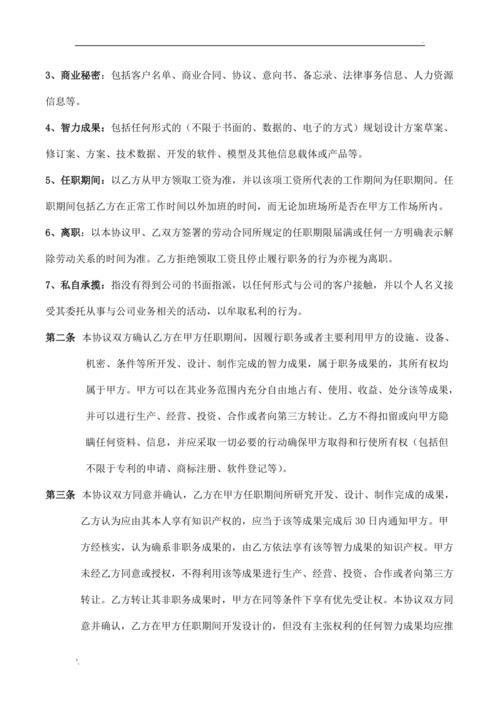 3、商业秘密：包括客户名单、商业合同、协议、意向书、备忘录、法律事务信息、人力资源
信息等。
4、智力成果：包括任何形式的（不限于书面的、数据的、电子的方式）规划设计方案草案、
修订案、方案、技术数据、开发的软件、模型及其他信息载体或产品等。
5、任职期间：以乙方从甲方领取工资为准，并以该项工资所代表的工作期间为任职期间。任
职期间包括乙方在正常工作时间以外加班的时间，而无论加班场所是否在甲方工作场所内。
6、离职：以本协议甲、乙双方签署的劳动合同所规定的任职期限届满或任何一方明确表示解
除劳动关系的时间为准。乙方拒绝领取工资且停止履行职务的行为亦视为离职。
7、私自承揽：指没有得到公司的书面指派，以任何形式与公司的客户接触，并以个人名义接
受其委托从事与公司业务相关的活动，以牟取私利的行为。
第二条 本协议双方确认乙方在甲方任职期间，因履行职务或者主要利用甲方的设施、设备、
机密、条件等所开发、设计、制作完成的智力成果，属于职务成果的，其所有权均
属于甲方。甲方可以在其业务范围内充分自由地占有、使用、收益、处分该等成果，
并可以进行生产、经营、投资、合作或者向第三方转让。乙方不得扣留或向甲方隐
瞒任何资料、信息，并应采取一切必要的行动确保甲方取得和行使所有权（包括但
不限于专利的申请、商标注册、软件登记等）。
第三条 本协议双方同意并确认，乙方在甲方任职期间所研究开发、设计、制作完成的成果，
乙方认为应由其本人享有知识产权的，应当于该等成果完成后 30 日内通知甲方。甲
方经核实，认为确系非职务成果的，由乙方依法享有该等智力成果的知识产权。甲方
未经乙方同意或授权，不得利用该等成果进行生产、经营、投资、合作或者向第三方
转让。乙方转让其非职务成果时，甲方在同等条件下享有优先受让权。本协议双方同
意并确认，乙方在甲方任职期间开发设计的，但没有主张权利的任何智力成果均应推